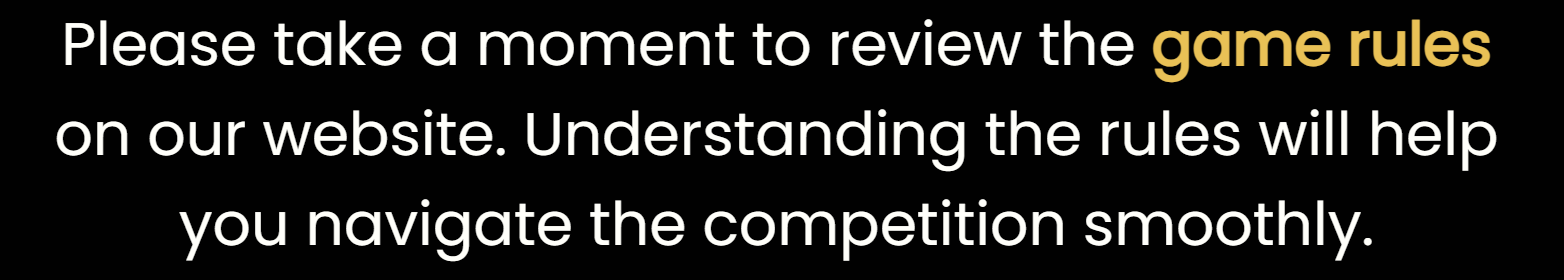 Please take a moment to review the game rules
on our website. Understanding the rules will help
you navigate the competition smoothly.